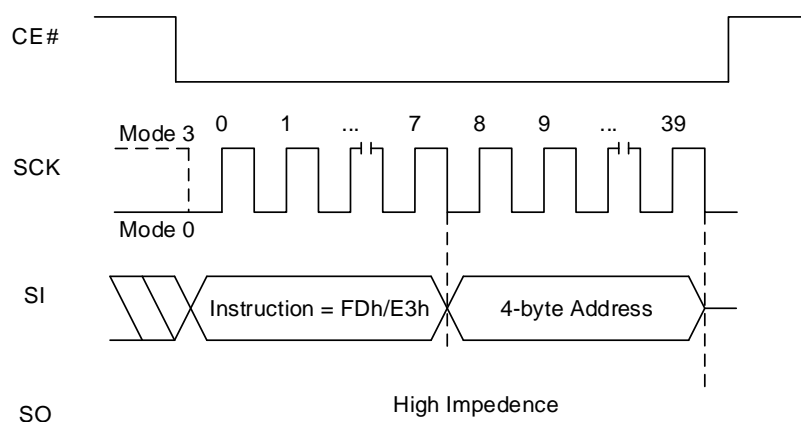 CE#
Mode 3
0 1 ... 7 8 9 ... 39
SCK
Mode 0
SI
Instruction = FDh/E3h
4-byte Address
High Impedence
SO